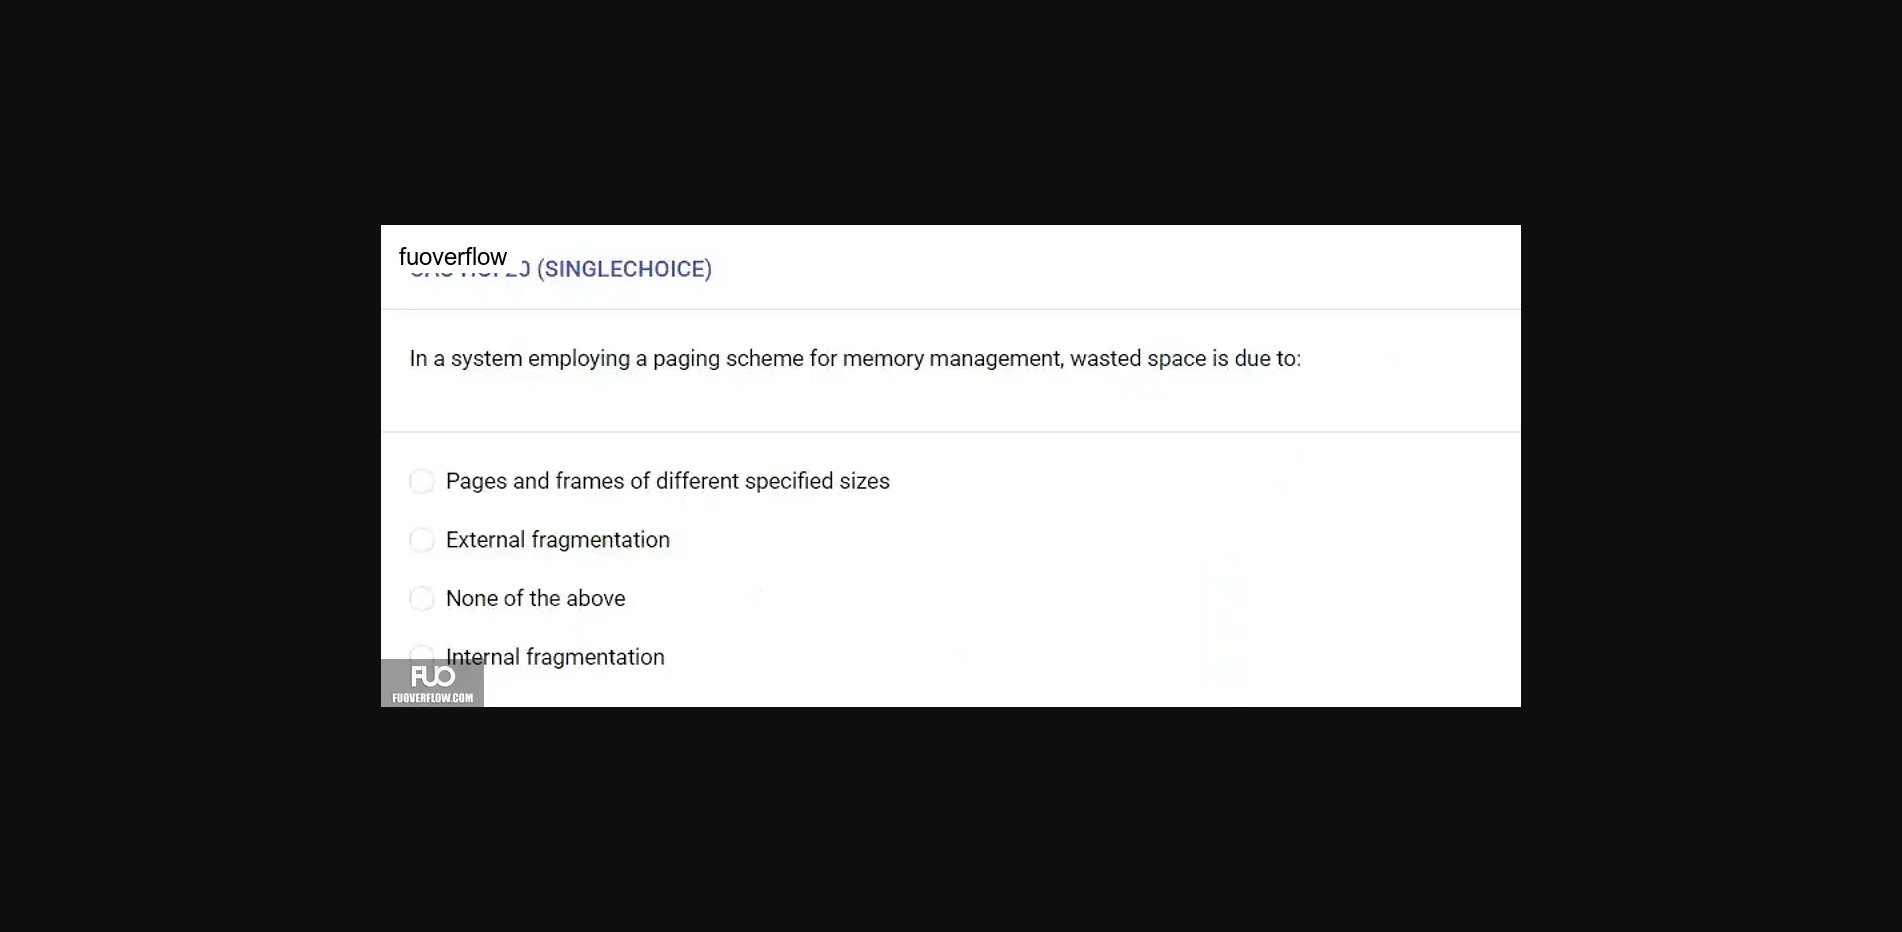 fuoverflow
(SINGLECHOICE)
In a system employing a paging scheme for memory management, wasted space is due to:
Pages and frames of different specified sizes
External fragmentation
None of the above
Internal fragmentation
FUO
FUOVERFLOW.COM